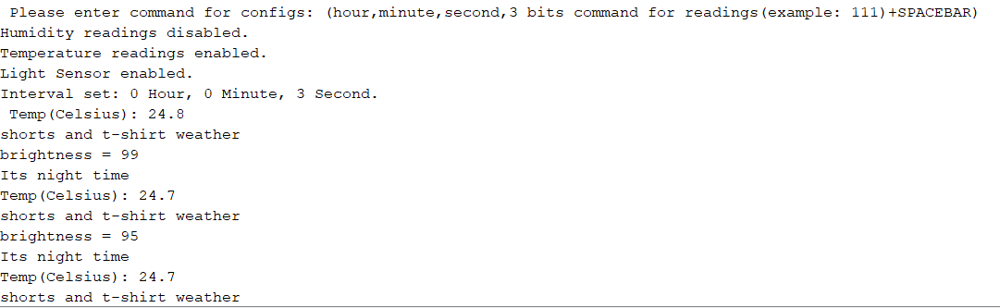 Please enter command for configs: (hour,minute,second,3 bits command for readings(example: 111)+SPACEBAR)
Humidity readings disabled.
Temperature readings enabled.
Light Sensor enabled.
Interval set: 0 Hour, 0 Minute, 3 Second.
Temp(Celsius): 24.8
shorts and t-shirt weather
brightness = 99
Its night time
Temp(Celsius): 24.7
shorts and t-shirt weather
brightness = 95
Its night time
Temp(Celsius): 24.7
shorts and t-shirt weather